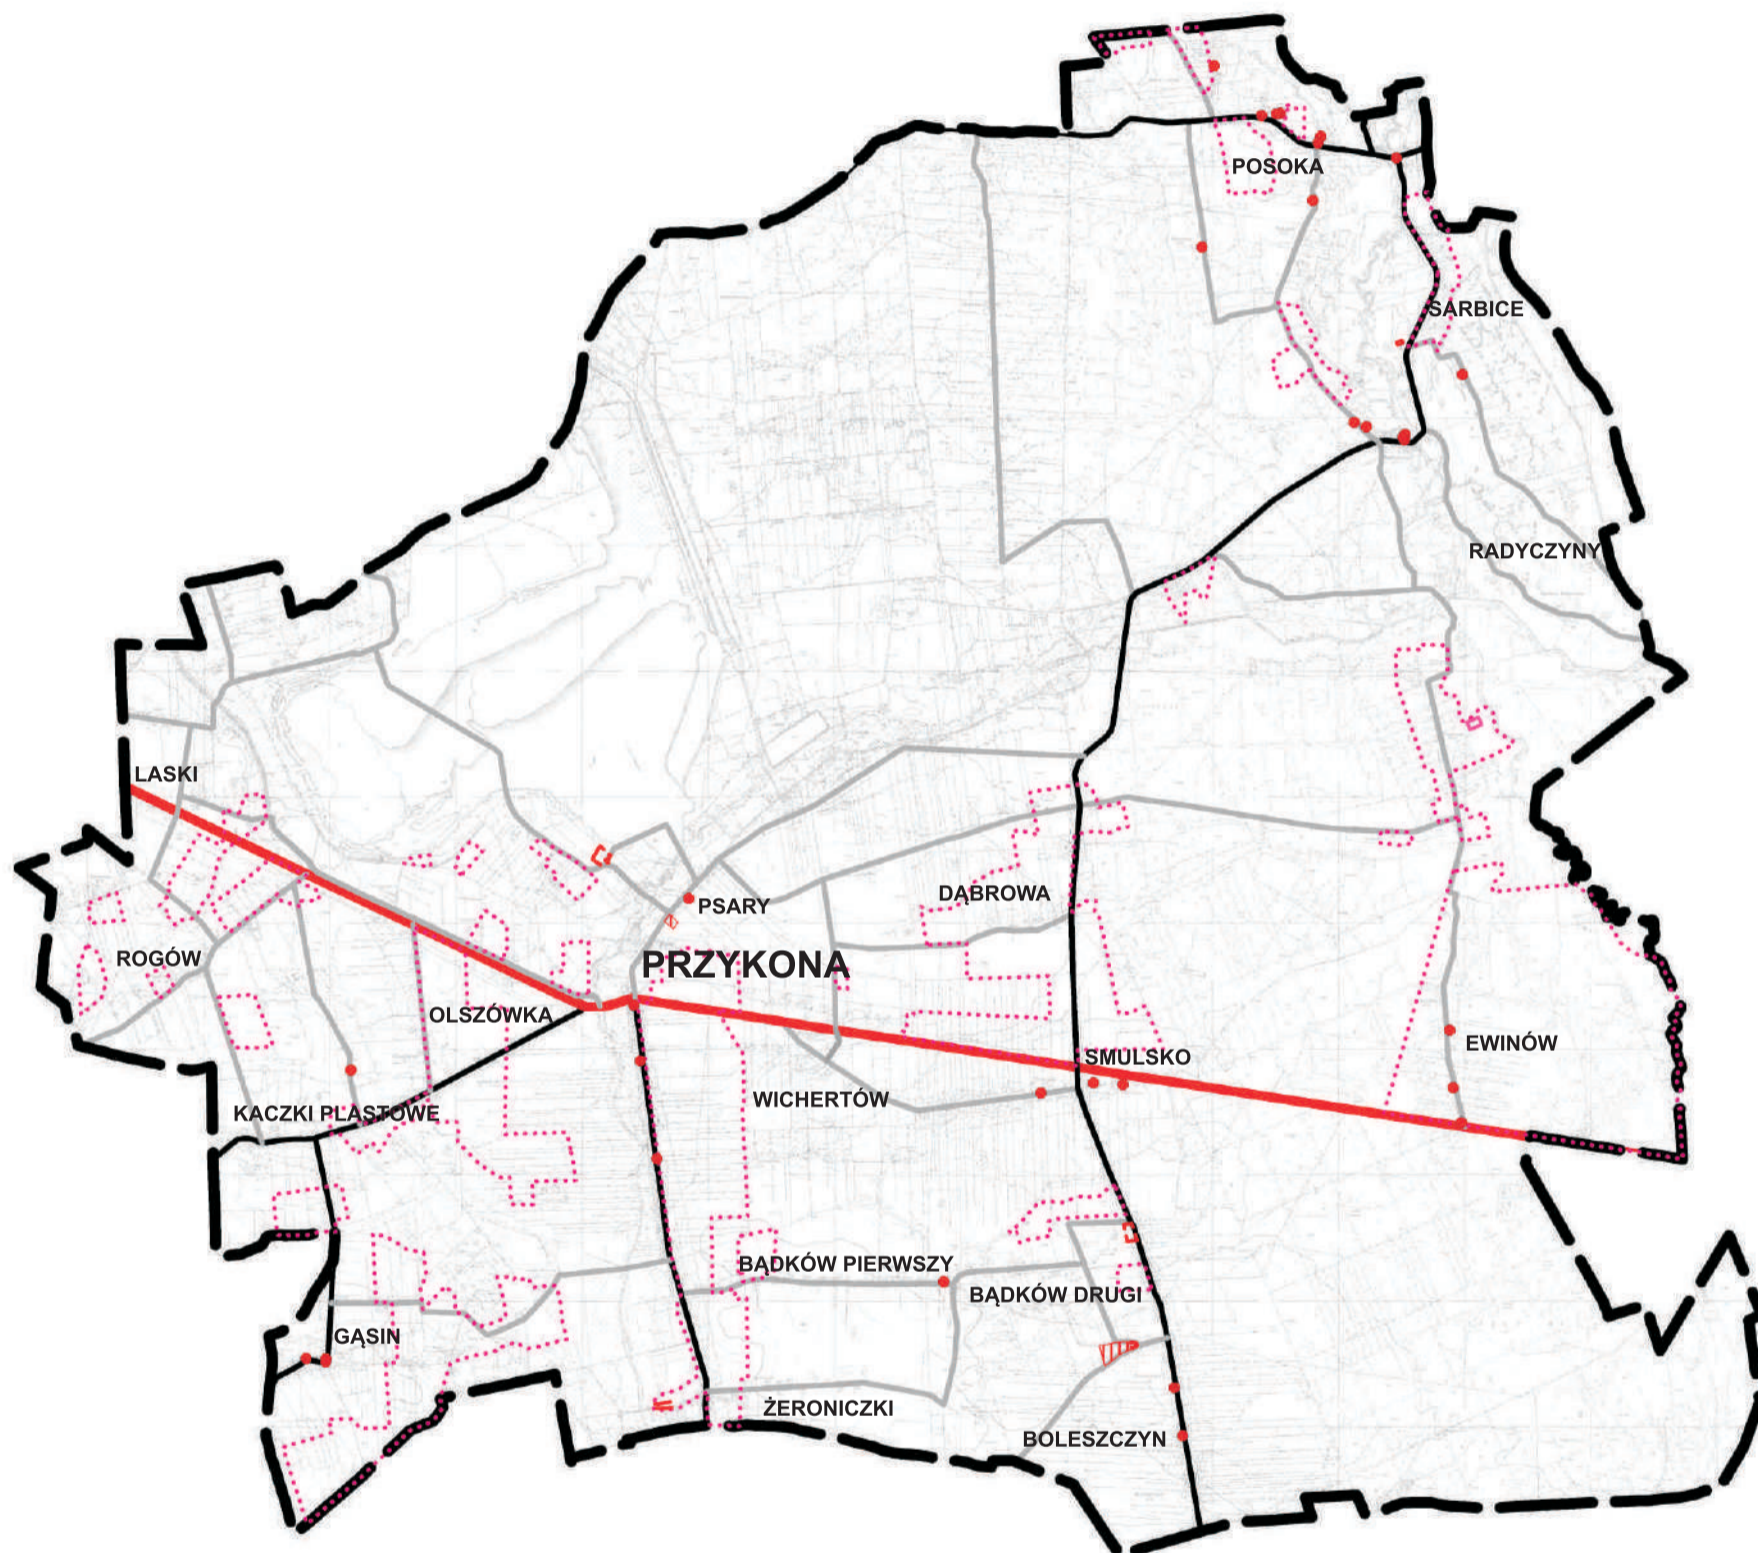 POSOKA
SARBICE
RADYCZYNY
LASKI
DĄBROWA
PSARY
ROGÓW
PRZYKONA
OLSZÓWKA
EWINÓW
SMULSKO
WICHERTÓW
KACZKI PLASTOWE
BĄDKÓW PIERWSZY
BĄDKÓW DRUGI
GĄSIN
ŻERONICZKI
BOLESZCZYN